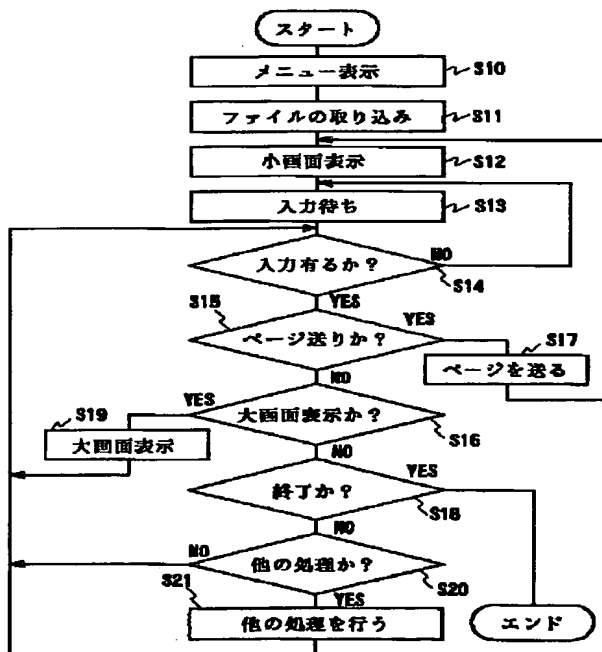 スタート
メニュー表示
S10
ファイルの取り込み
S11
小画面表示
S12
入力待ち
S13
入力有るか？
NO
S14
YES
S15
ページ送りか？
YES
S17
ページを送る
NO
YES
S19
大画面表示か？
S16
大画面表示
NO
終了か？
YES
S18
NO
NO
他の処理か？
S20
S21
YES
他の処理を行う
エンド